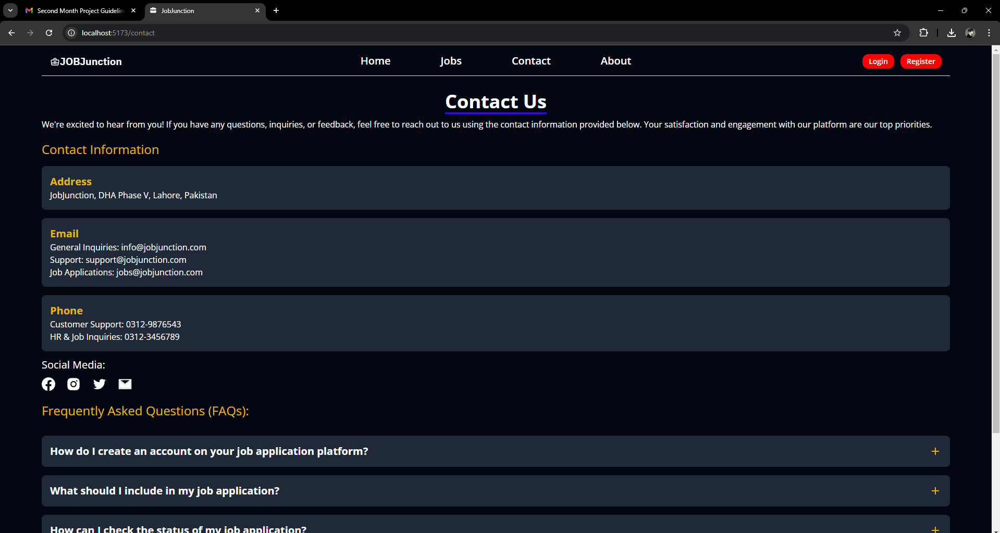 Second Month Project Guidelin
JobJunction
localhost:5173/contact
JOBJunction
Home
Jobs
Contact
About
Login
Register
Contact Us
We're excited to hear from you! If you have any questions, inquiries, or feedback, feel free to reach out to us using the contact information provided below. Your satisfaction and engagement with our platform are our top priorities.
Contact Information
Address
JobJunction, DHA Phase V, Lahore, Pakistan
Email
General Inquiries: info@jobjunction.com
Support: support@jobjunction.com
Job Applications: jobs@jobjunction.com
Phone
Customer Support: 0312-9876543
HR & Job Inquiries: 0312-3456789
Social Media:
Frequently Asked Questions (FAQs):
How do I create an account on your job application platform?
What should I include in my job application?
How can I check the status of my job application?